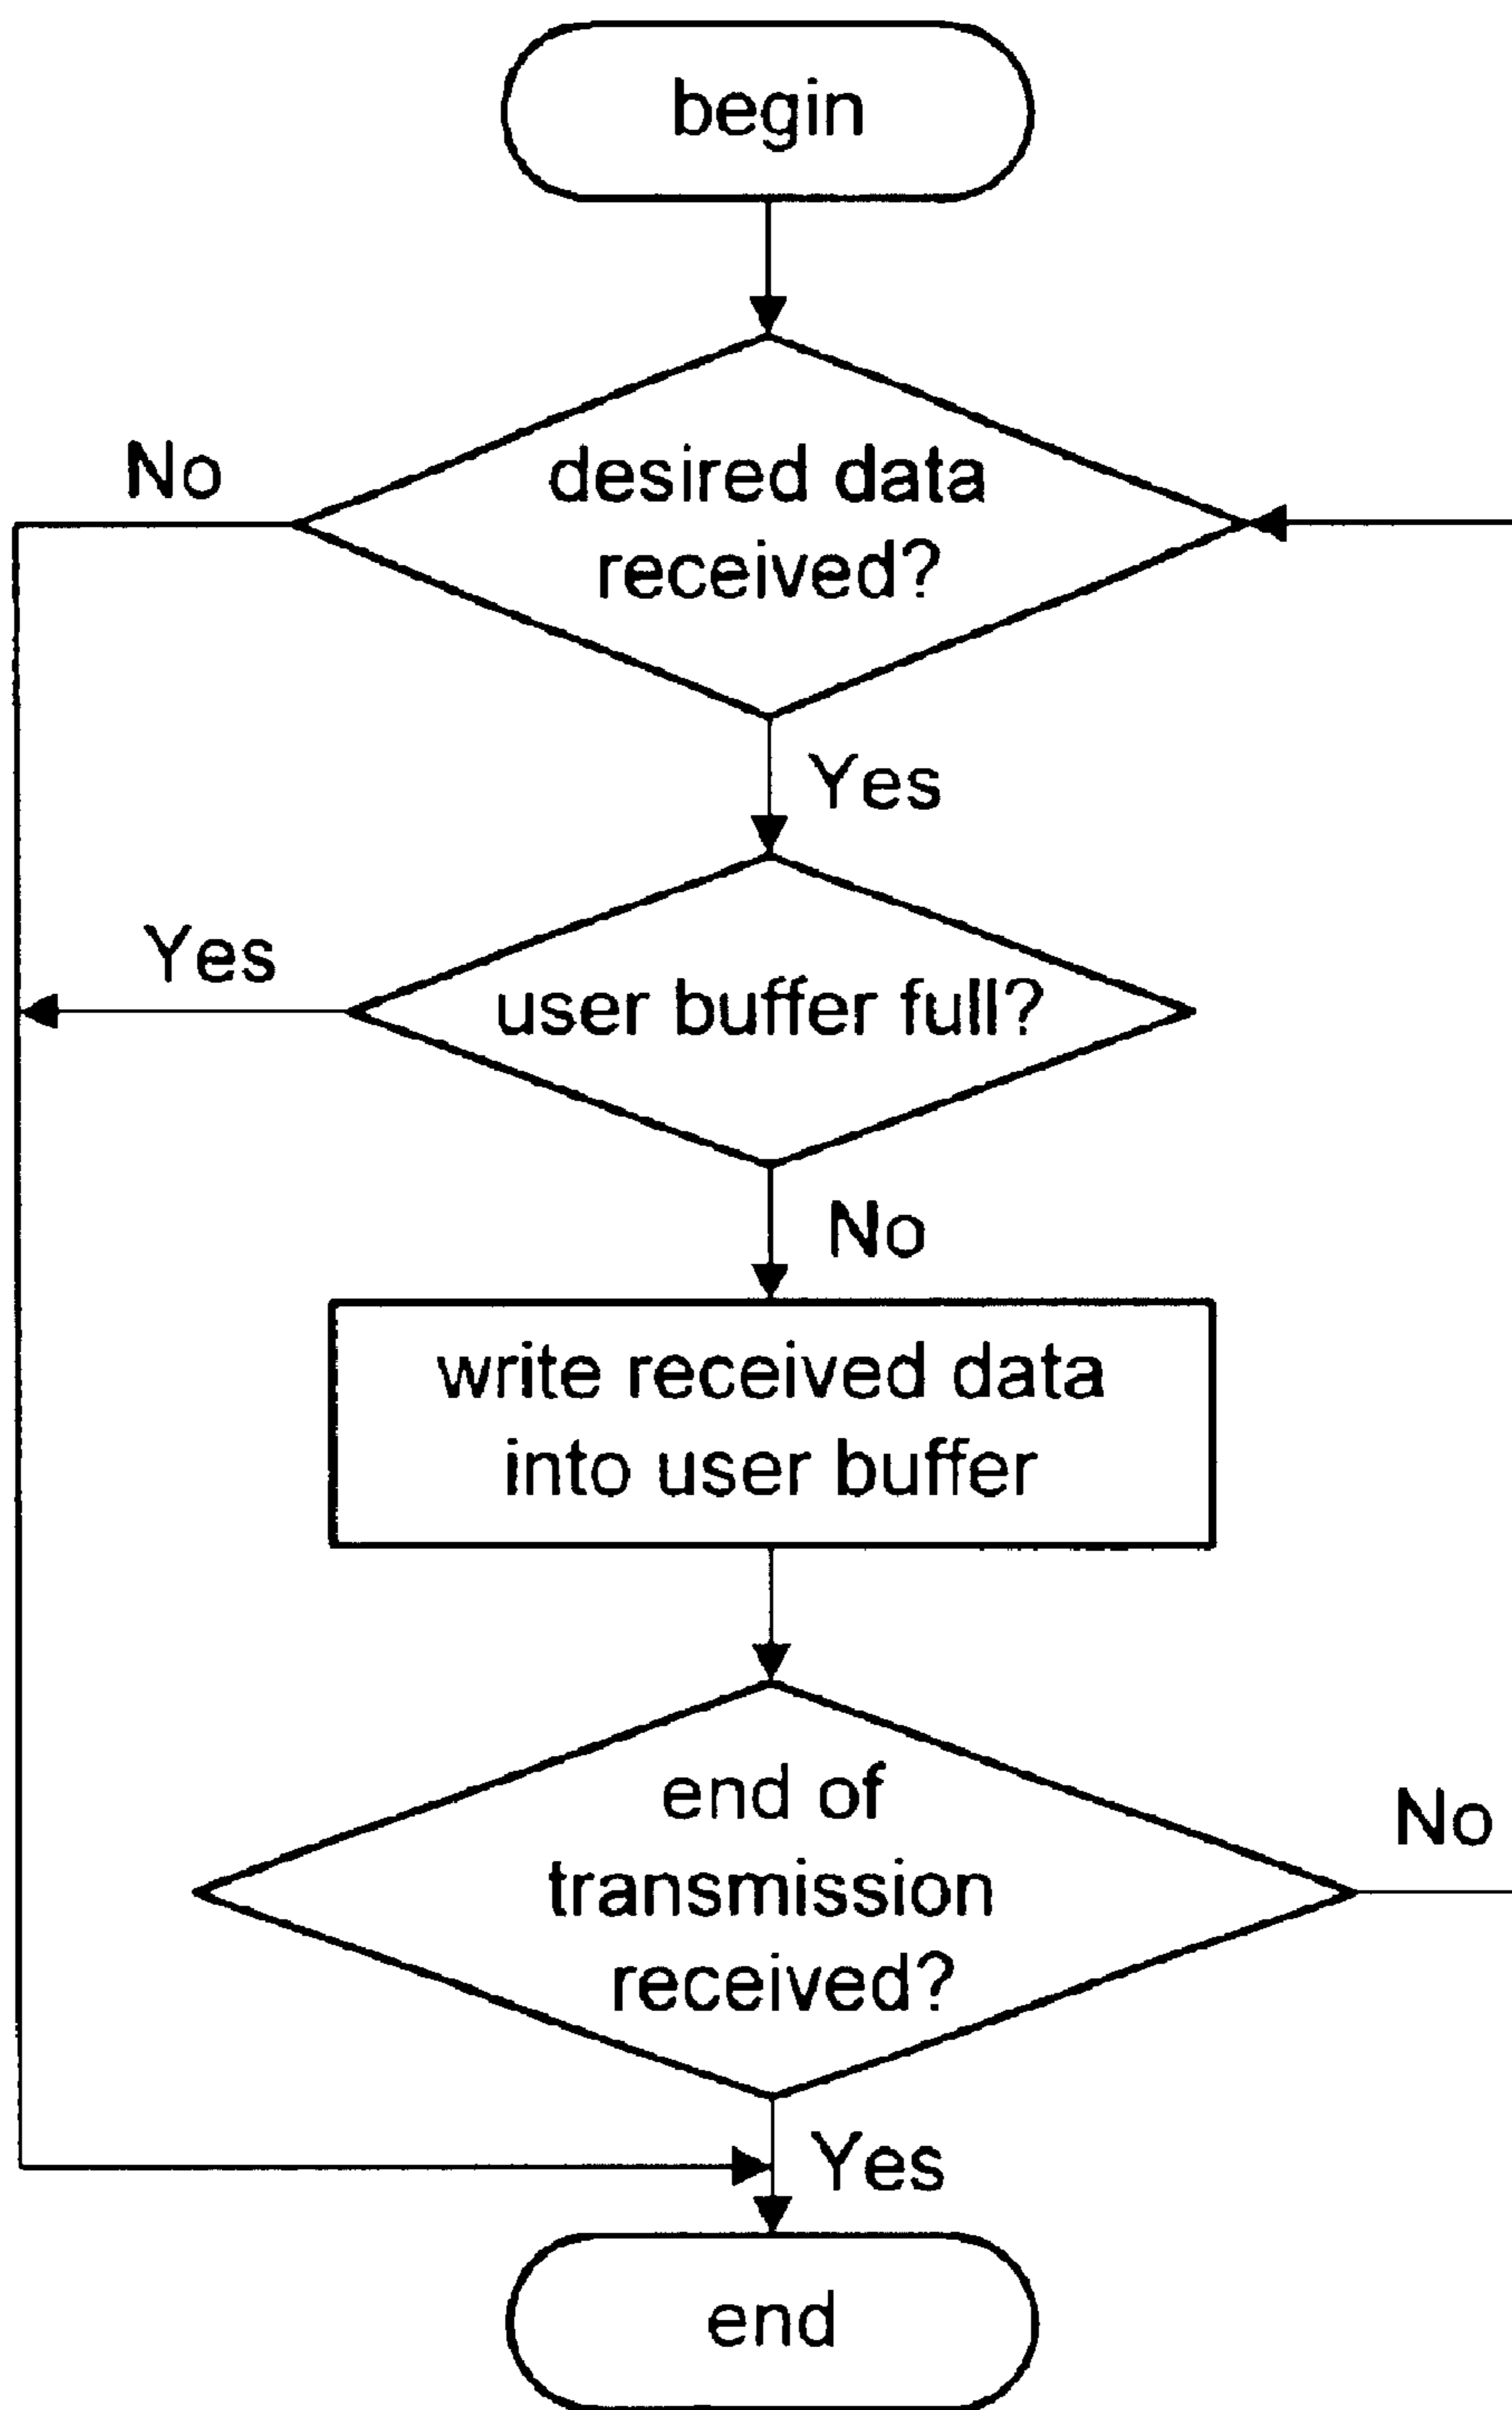 begin
No
desired data
received?
Yes
Yes
user buffer full?
No
write received data
into user buffer
end of
transmission
received?
No
Yes
end